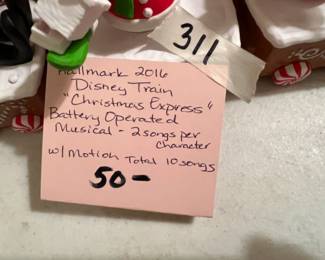 311
Hallmark 2016
Disney Train
"Christmas Express"
Battery Operated
Musical - 2 songs per
Character
w/ Motion Total 10 songs
50 -